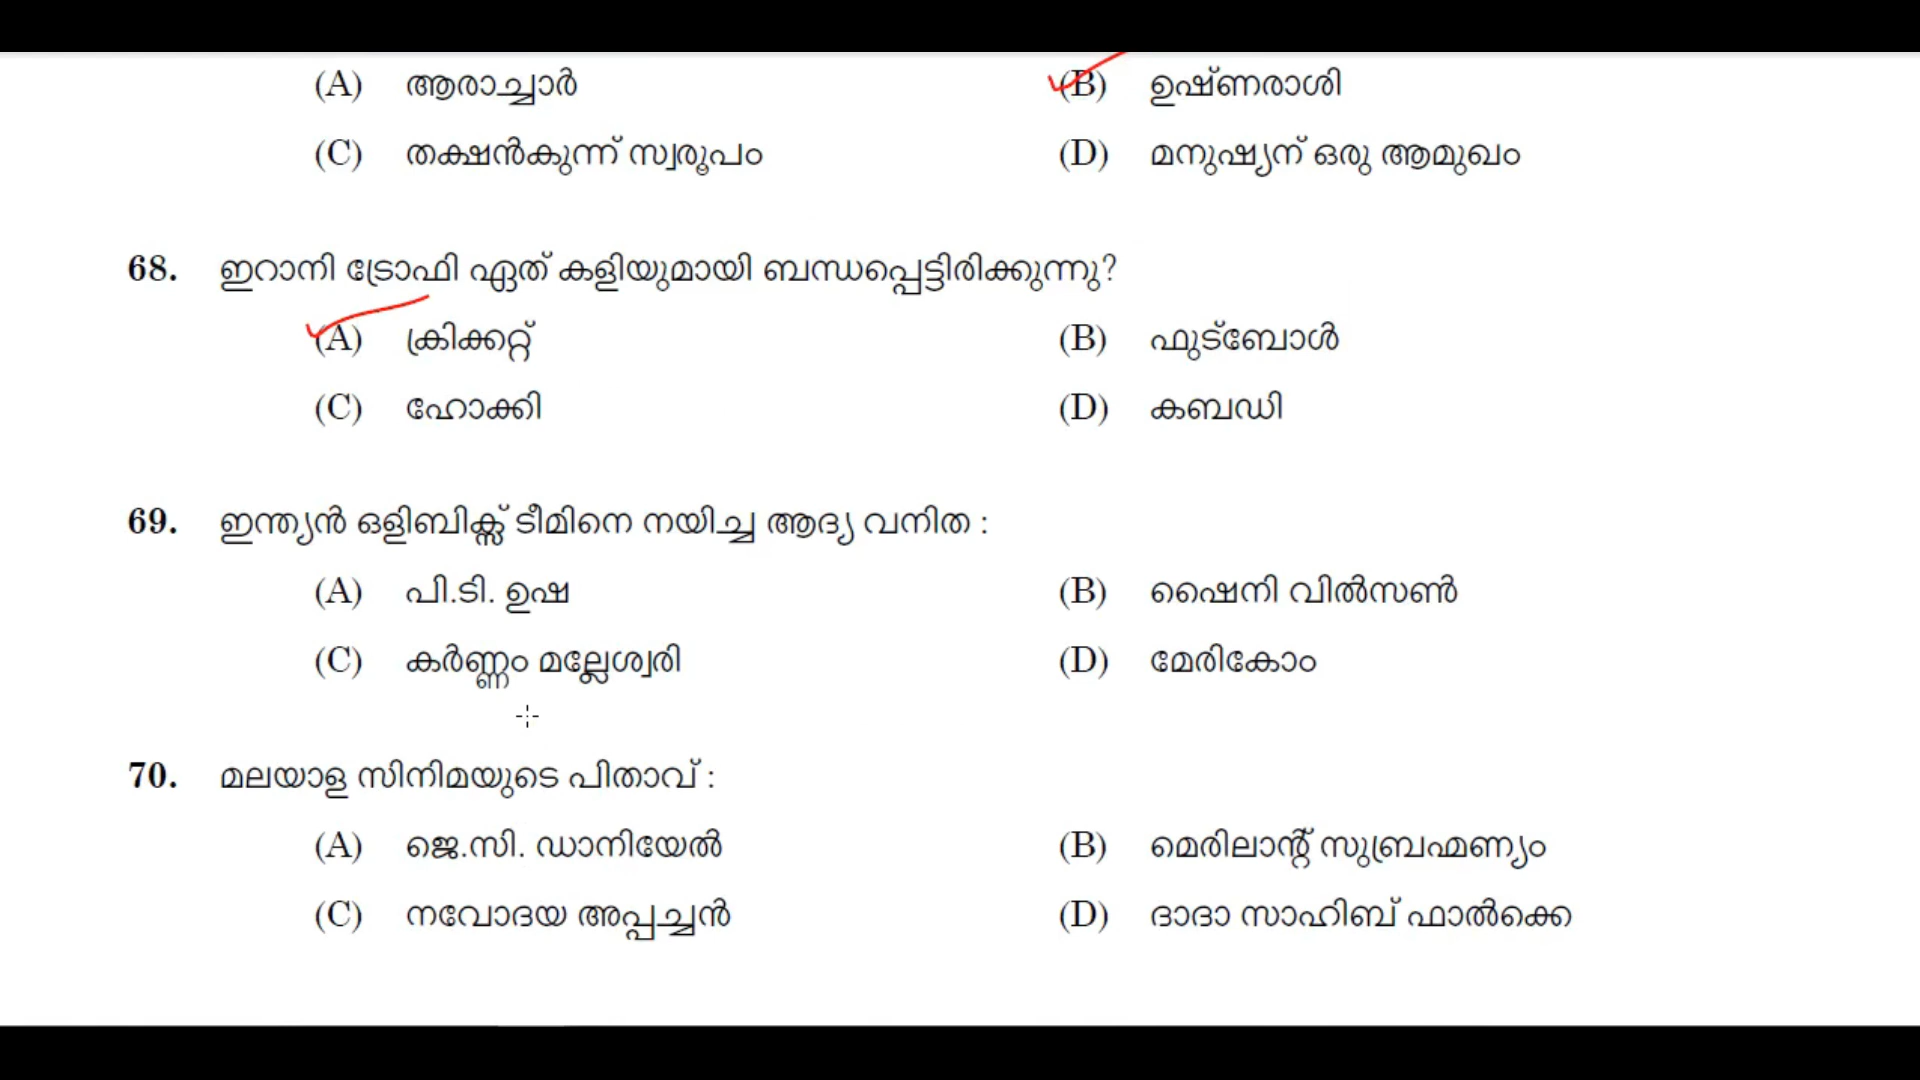 (A) ആരാച്ചാർ (B) ഉഷ്ണരാശി
(C) തക്ഷൻകുന്ന് സ്വരൂപം (D) മനുഷ്യന് ഒരു ആമുഖം
68. ഇറാനി ട്രോഫി ഏത് കളിയുമായി ബന്ധപ്പെട്ടിരിക്കുന്നു?
(A) ക്രിക്കറ്റ് (B) ഫുട്ബോൾ
(C) ഹോക്കി (D) കബഡി
69. ഇന്ത്യൻ ഒളിബിക്സ് ടീമിനെ നയിച്ച ആദ്യ വനിത :
(A) പി.ടി. ഉഷ (B) ഷൈനി വിൽസൺ
(C) കർണ്ണം മല്ലേശ്വരി (D) മേരികോം
70. മലയാള സിനിമയുടെ പിതാവ് :
(A) ജെ.സി. ഡാനിയേൽ (B) മെരിലാന്റ് സുബ്രഹ്മണ്യം
(C) നവോദയ അപ്പച്ചൻ (D) ദാദാ സാഹിബ് ഫാൽക്കെ